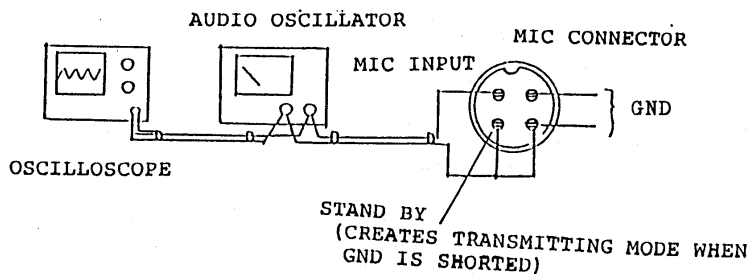 AUDIO OSCILLATOR
MIC CONNECTOR
MIC INPUT
GND
OSCILLOSCOPE
STAND BY
(CREATES TRANSMITTING MODE WHEN
GND IS SHORTED)